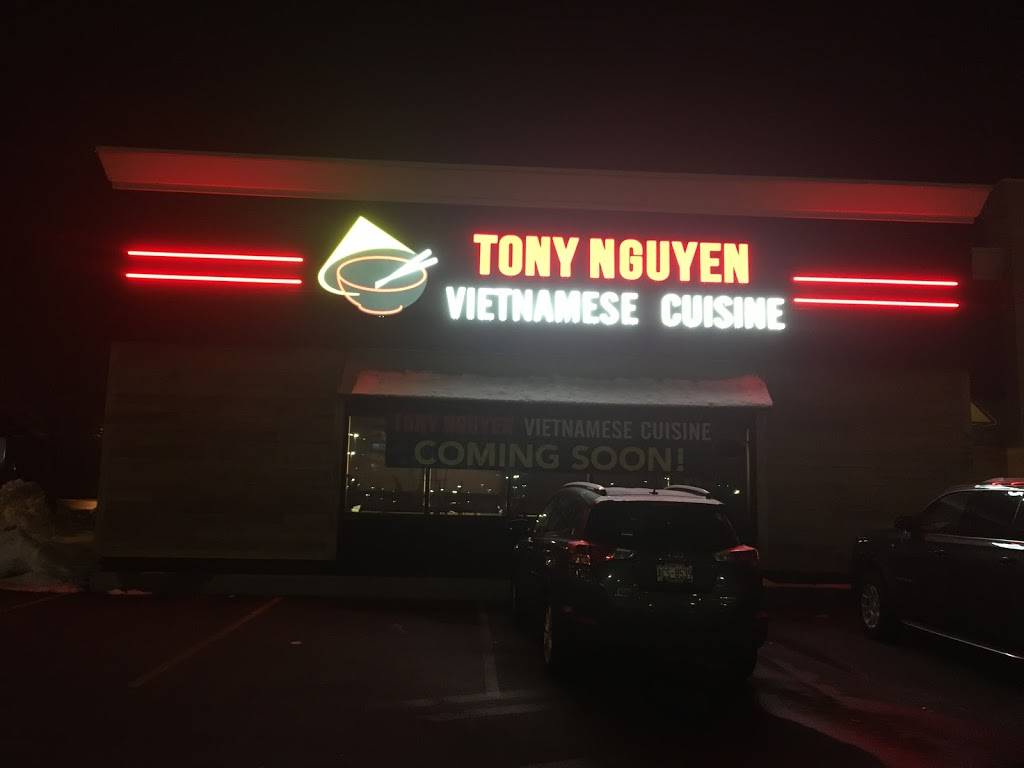 TONY NGUYEN
VIETNAMESE CUISINE
TONY NGUYEN VIETNAMESE CUISINE
COMING SOON!